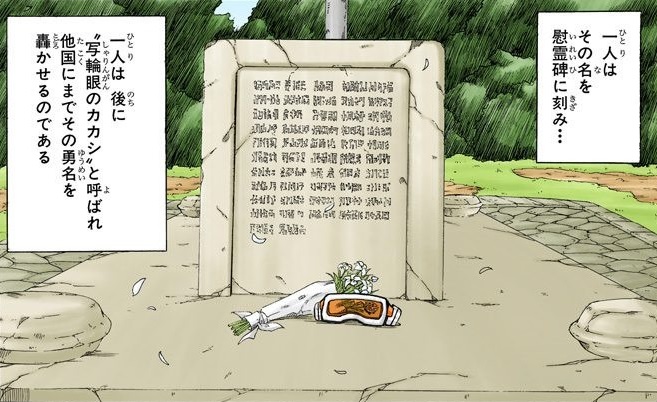 一人は
その名を
慰霊碑に刻み…
一人は 後に
“写輪眼のカカシ”と呼ばれ
他国にまでその勇名を
轟かせるのである